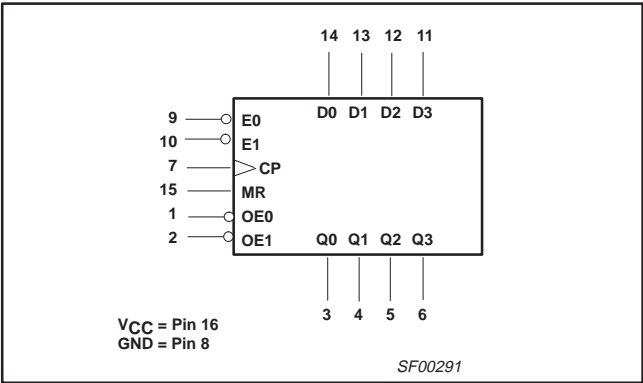 14 13 12 11
D0 D1 D2 D3
9 E0
10 E1
7 CP
15 MR
1 OE0
2 OE1
Q0 Q1 Q2 Q3
3 4 5 6
VCC = Pin 16
GND = Pin 8
SF00291